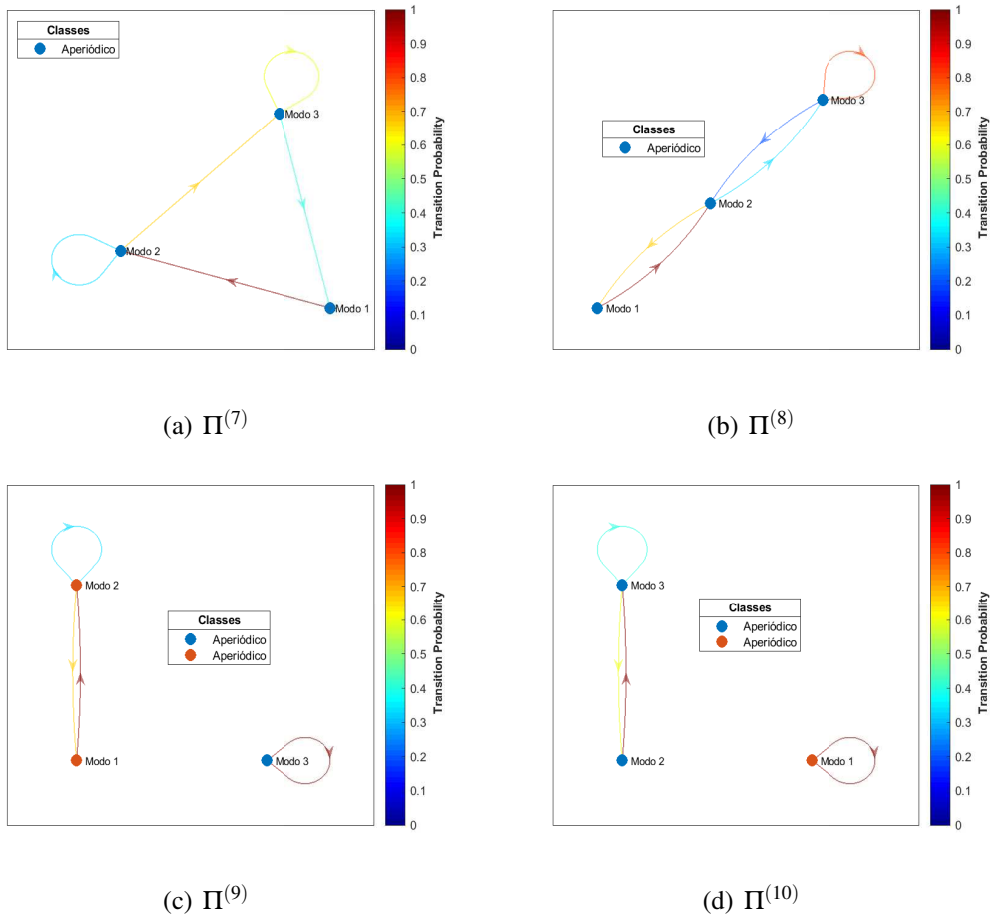 Classes
Aperiódico
Modo 3
Modo 2
Modo 1
1
0.9
0.8
0.7
0.6
0.5
0.4
0.3
0.2
0.1
0
Transition Probability
(a) Π^(7)
Classes
Aperiódico
Modo 3
Modo 2
Modo 1
1
0.9
0.8
0.7
0.6
0.5
0.4
0.3
0.2
0.1
0
Transition Probability
(b) Π^(8)
Modo 2
Classes
Aperiódico
Aperiódico
Modo 1
Modo 3
1
0.9
0.8
0.7
0.6
0.5
0.4
0.3
0.2
0.1
0
Transition Probability
(c) Π^(9)
Modo 3
Classes
Aperiódico
Aperiódico
Modo 2
Modo 1
1
0.9
0.8
0.7
0.6
0.5
0.4
0.3
0.2
0.1
0
Transition Probability
(d) Π^(10)